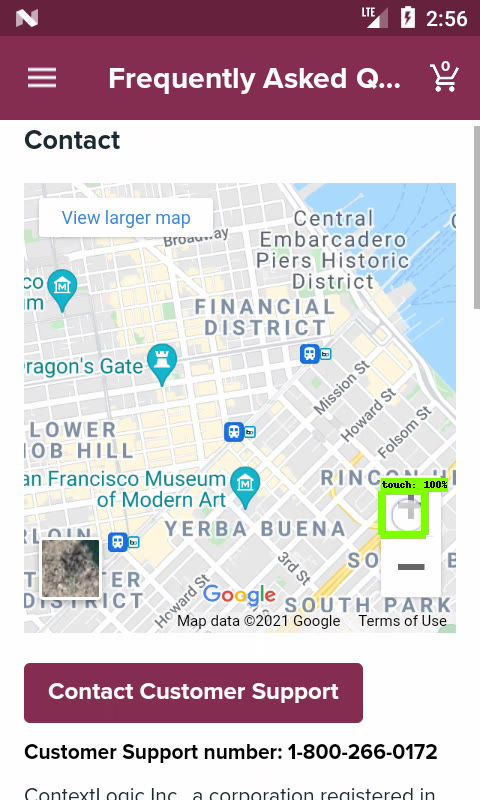 LTE
2:56
Frequently Asked Q...
0
Contact
View larger map
Broadway
Central
Embarcadero
Piers Historic
District
co
m
FINANCIAL
DISTRICT
ragon's Gate
Mission St
Howard St
Folsom St
LOWER
OB HILL
an Francisco Museum
of Modern Art
RINCON HI
touch: 100%
YERBA BUENA
RLOIN
3rd St
SO
B
T
TER
DISTRICT
Howard St
Google
SOUTH PARK
Map data ©2021 Google
Terms of Use
Contact Customer Support
Customer Support number: 1-800-266-0172
ContextLogic Inc., a corporation registered in